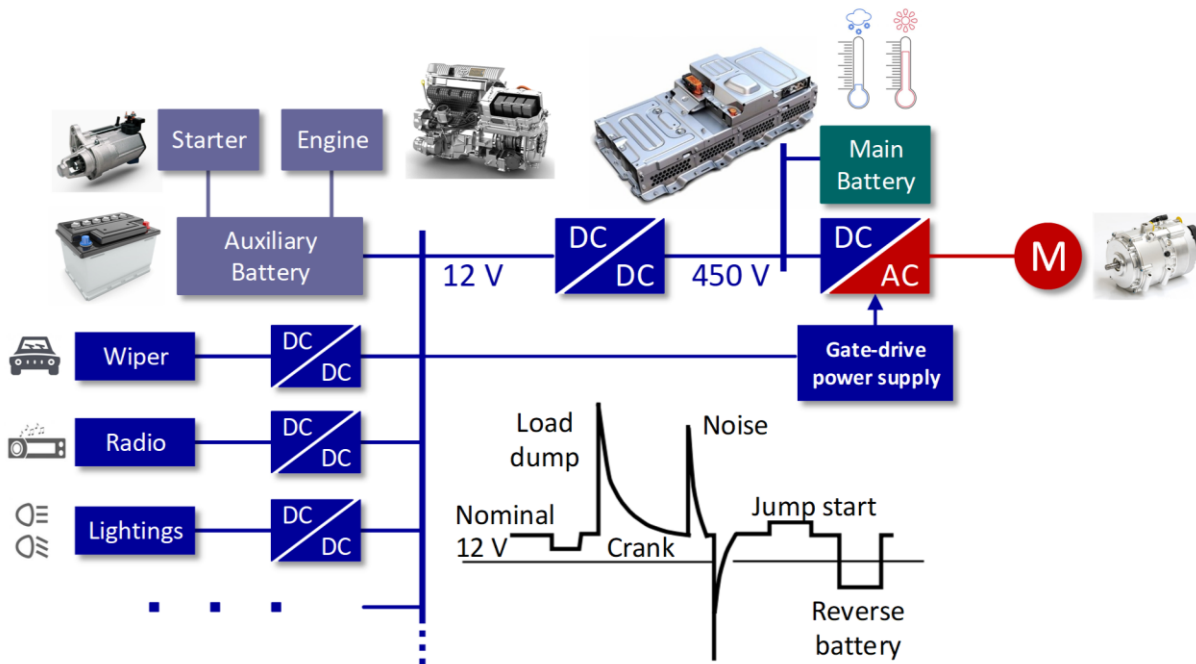 Starter
Engine
Main
Battery
Auxiliary
Battery
DC
DC
DC
AC
M
12 V
450 V
Wiper
DC
DC
Gate-drive
power supply
Radio
DC
DC
Load
dump
Noise
Lightings
DC
DC
Nominal
12 V
Crank
Jump start
Reverse
battery